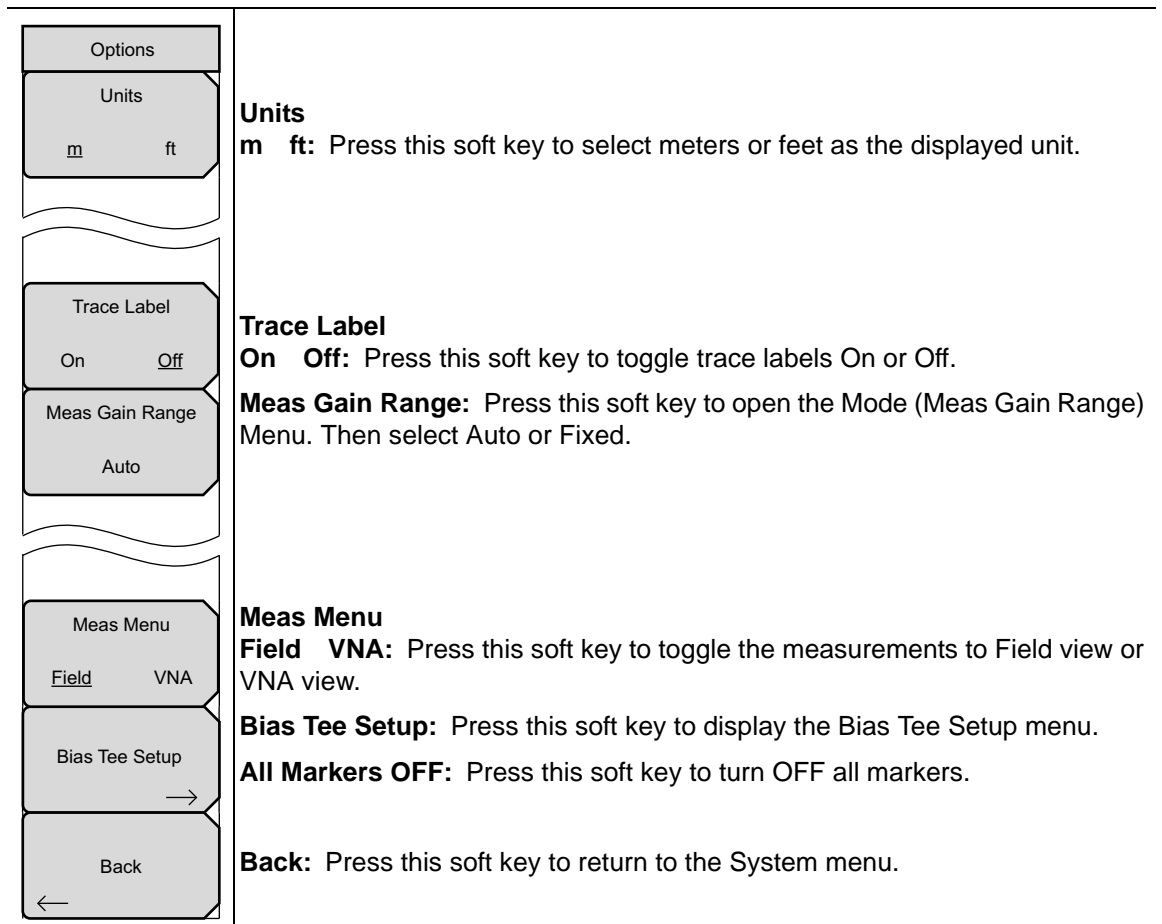 Options
Units
m ft
Trace Label
On Off
Meas Gain Range
Auto
Meas Menu
Field VNA
Bias Tee Setup
→
Back
←
Units
m ft: Press this soft key to select meters or feet as the displayed unit.
Trace Label
On Off: Press this soft key to toggle trace labels On or Off.
Meas Gain Range: Press this soft key to open the Mode (Meas Gain Range)
Menu. Then select Auto or Fixed.
Meas Menu
Field VNA: Press this soft key to toggle the measurements to Field view or
VNA view.
Bias Tee Setup: Press this soft key to display the Bias Tee Setup menu.
All Markers OFF: Press this soft key to turn OFF all markers.
Back: Press this soft key to return to the System menu.